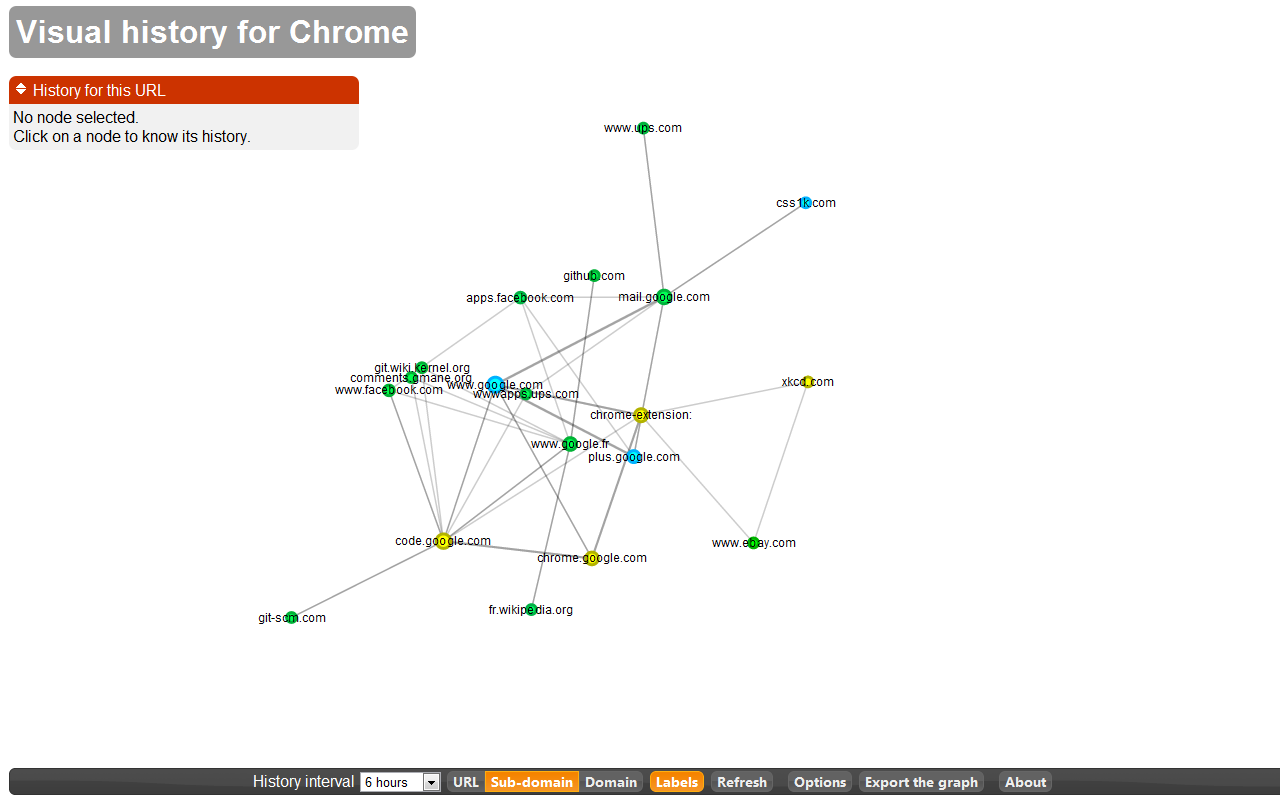 Visual history for Chrome
History for this URL
No node selected.
Click on a node to know its history.
www.ups.com
css1k.com
github.com
apps.facebook.com
mail.google.com
git.wiki.kernel.org
comments.gmane.org
www.facebook.com
www.google.com
wwwapps.ups.com
xkcd.com
chrome-extension:
www.google.fr
plus.google.com
code.google.com
www.ebay.com
chrome.google.com
fr.wikipedia.org
git-scm.com
History interval 6 hours URL Sub-domain Domain Labels Refresh Options Export the graph About